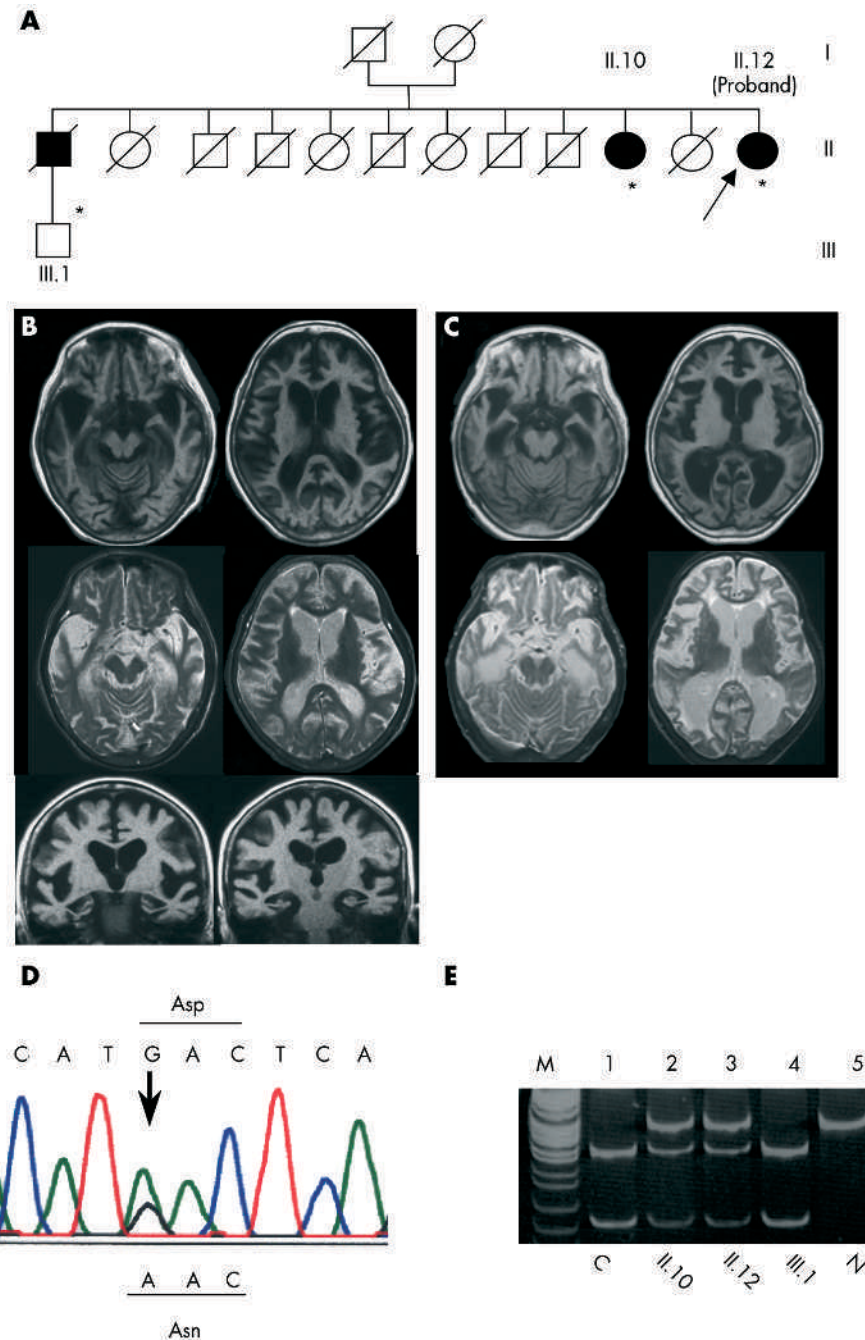 A
I
II.10
II.12
(Proband)
II
*
*
*
III
III.1
B
C
D
E
Asp
C A T G A C T C A
A A C
Asn
M 1 2 3 4 5
C II.10 II.12 III.1 N